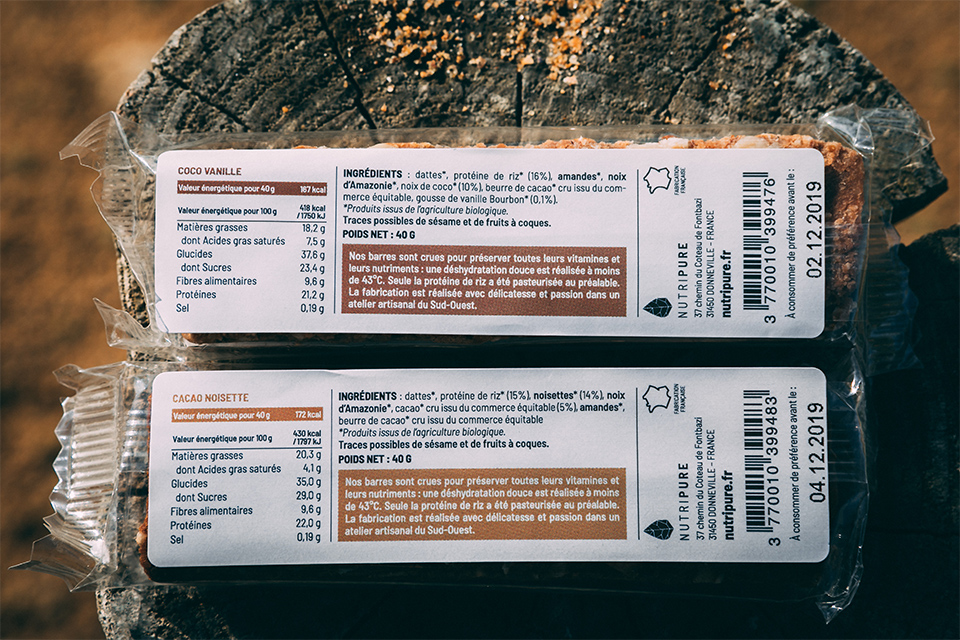 COCO VANILLE
Valeur énergétique pour 40 g 167 kcal
Valeur énergétique pour 100 g 418 kcal
/ 1750 kJ
Matières grasses 18,2 g
dont Acides gras saturés 7,5 g
Glucides 37,6 g
dont Sucres 23,4 g
Fibres alimentaires 9,6 g
Protéines 21,2 g
Sel 0,19 g
INGRÉDIENTS : dattes*, protéine de riz* (16%), amandes*, noix
d'Amazonie*, noix de coco* (10%), beurre de cacao* cru issu du com-
merce équitable, gousse de vanille Bourbon* (0,1%).
*Produits issus de l'agriculture biologique.
Traces possibles de sésame et de fruits à coques.
POIDS NET : 40 G
Nos barres sont crues pour préserver toutes leurs vitamines et
leurs nutriments : une déshydratation douce est réalisée à moins
de 43°C. Seule la protéine de riz a été pasteurisée au préalable.
La fabrication est réalisée avec délicatesse et passion dans un
atelier artisanal du Sud-Ouest.
FABRICATION
FRANÇAISE
NUTRIPURE
37 chemin du Coteau de Fontbazi
31450 DONNEVILLE - FRANCE
nutripure.fr
3 770010 399476
À consommer de préférence avant le :
02.12.2019
CACAO NOISETTE
Valeur énergétique pour 40 g 172 kcal
Valeur énergétique pour 100 g 430 kcal
/ 1797 kJ
Matières grasses 20,3 g
dont Acides gras saturés 4,1 g
Glucides 35,0 g
dont Sucres 29,0 g
Fibres alimentaires 9,6 g
Protéines 22,0 g
Sel 0,19 g
INGRÉDIENTS : dattes*, protéine de riz* (15%), noisettes* (14%), noix
d'Amazonie*, cacao* cru issu du commerce équitable (5%), amandes*,
beurre de cacao* cru issu du commerce équitable
*Produits issus de l'agriculture biologique.
Traces possibles de sésame et de fruits à coques.
POIDS NET : 40 G
Nos barres sont crues pour préserver toutes leurs vitamines et
leurs nutriments : une déshydratation douce est réalisée à moins
de 43°C. Seule la protéine de riz a été pasteurisée au préalable.
La fabrication est réalisée avec délicatesse et passion dans un
atelier artisanal du Sud-Ouest.
FABRICATION
FRANÇAISE
NUTRIPURE
37 chemin du Coteau de Fontbazi
31450 DONNEVILLE - FRANCE
nutripure.fr
3 770010 399483
À consommer de préférence avant le :
04.12.2019